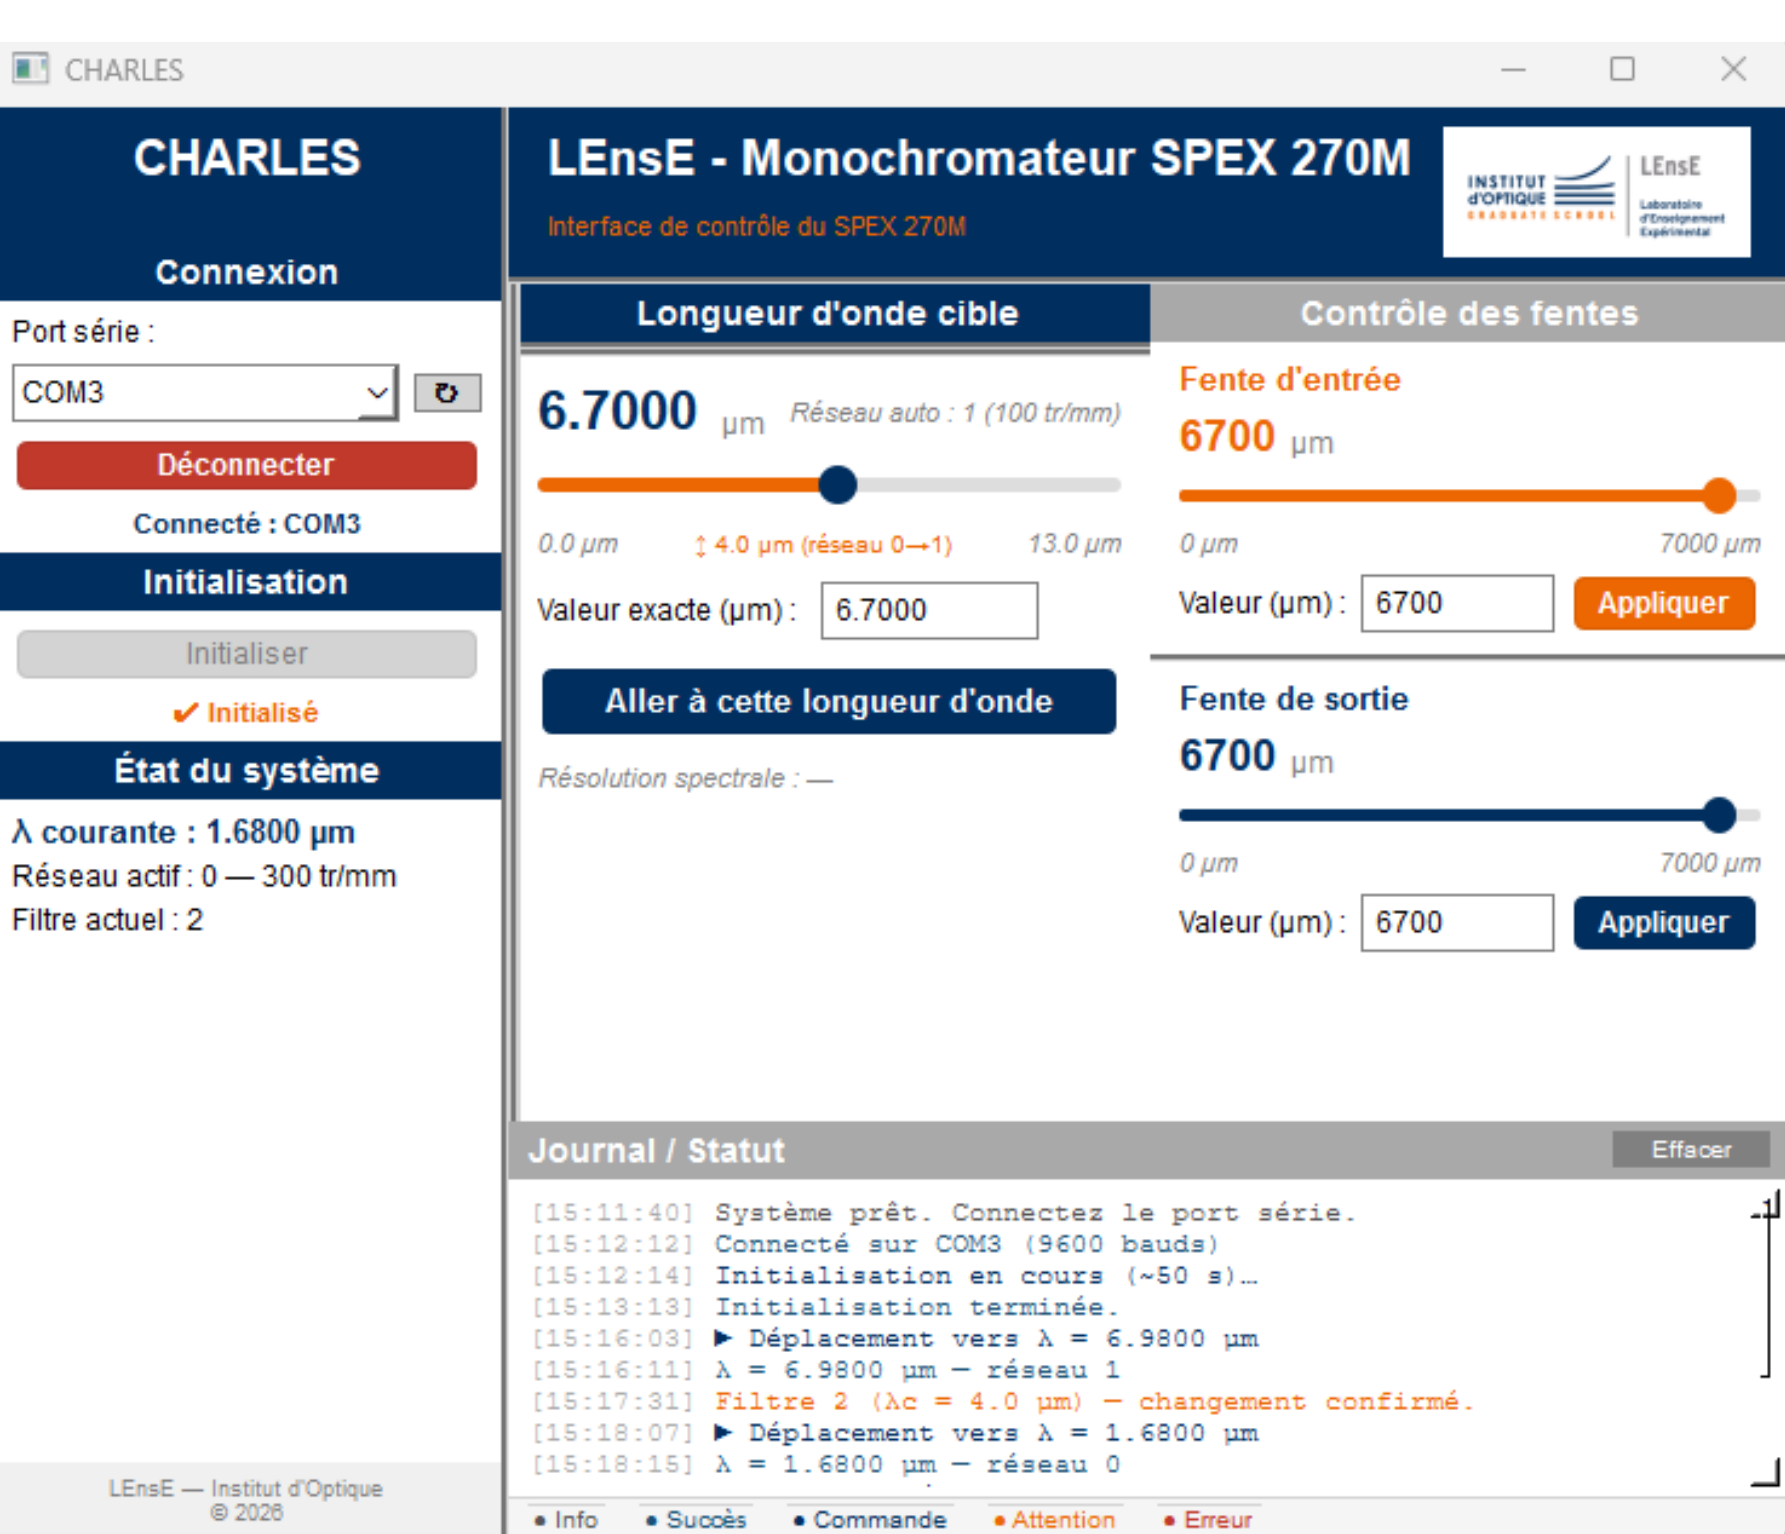 CHARLES
CHARLES
Connexion
Port série :
COM3
Déconnecter
Connecté : COM3
Initialisation
Initialiser
✔ Initialisé
État du système
λ courante : 1.6800 µm
Réseau actif : 0 — 300 tr/mm
Filtre actuel : 2
LEnsE — Institut d'Optique
© 2026
LEnsE - Monochromateur SPEX 270M
Interface de contrôle du SPEX 270M
INSTITUT
d'OPTIQUE
GRADUATE SCHOOL
LEnsE
Laboratoire
d'Enseignement
Expérimental
Longueur d'onde cible
6.7000 µm Réseau auto : 1 (100 tr/mm)
0.0 µm ↕ 4.0 µm (réseau 0→1) 13.0 µm
Valeur exacte (µm) : 6.7000
Aller à cette longueur d'onde
Résolution spectrale : —
Contrôle des fentes
Fente d'entrée
6700 µm
0 µm 7000 µm
Valeur (µm) : 6700 Appliquer
Fente de sortie
6700 µm
0 µm 7000 µm
Valeur (µm) : 6700 Appliquer
Journal / Statut Effacer
[15:11:40] Système prêt. Connectez le port série.
[15:12:12] Connecté sur COM3 (9600 bauds)
[15:12:14] Initialisation en cours (~50 s)…
[15:13:13] Initialisation terminée.
[15:16:03] ► Déplacement vers λ = 6.9800 µm
[15:16:11] λ = 6.9800 µm — réseau 1
[15:17:31] Filtre 2 (λc = 4.0 µm) — changement confirmé.
[15:18:07] ► Déplacement vers λ = 1.6800 µm
[15:18:15] λ = 1.6800 µm — réseau 0
● Info ● Succès ● Commande ● Attention ● Erreur